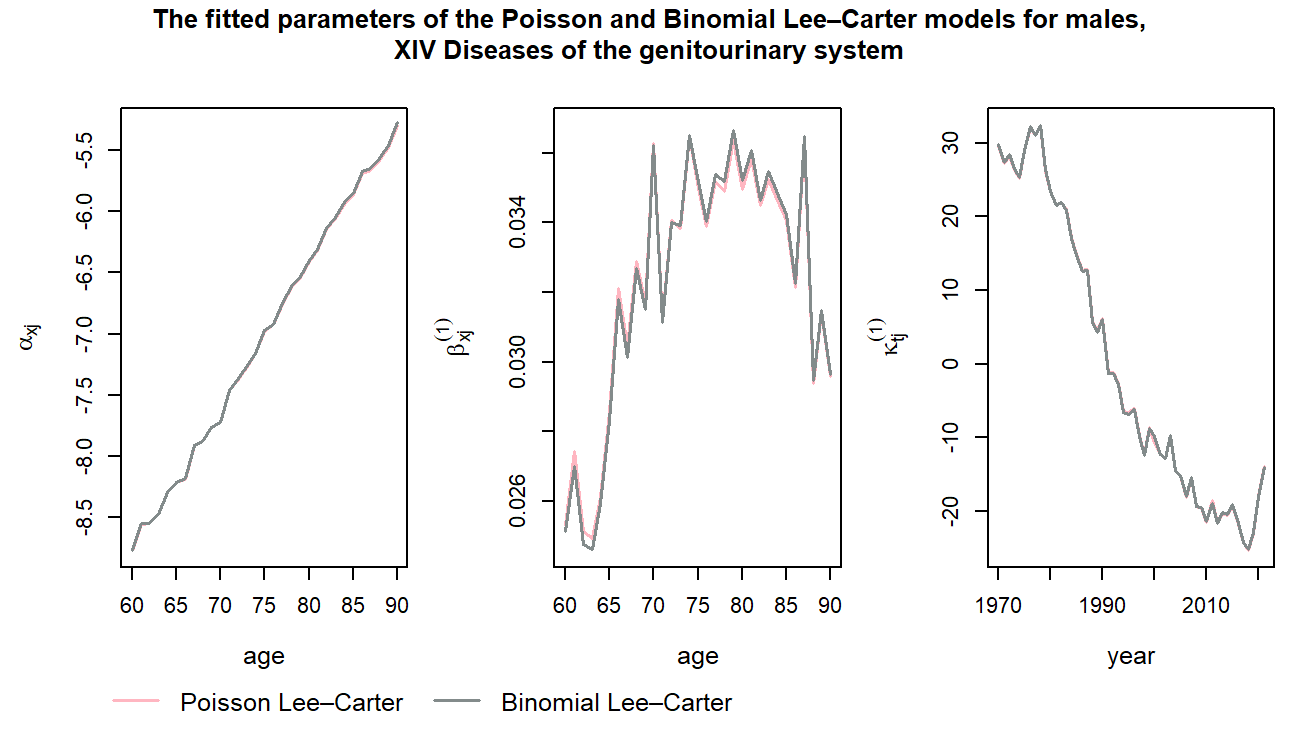 The fitted parameters of the Poisson and Binomial Lee–Carter models for males,
XIV Diseases of the genitourinary system
αxj
-8.5 -8.0 -7.5 -7.0 -6.5 -6.0 -5.5
60 65 70 75 80 85 90
age
βxj(1)
0.026 0.030 0.034
60 65 70 75 80 85 90
age
κtj(1)
-20 -10 0 10 20 30
1970 1990 2010
year
Poisson Lee–Carter
Binomial Lee–Carter